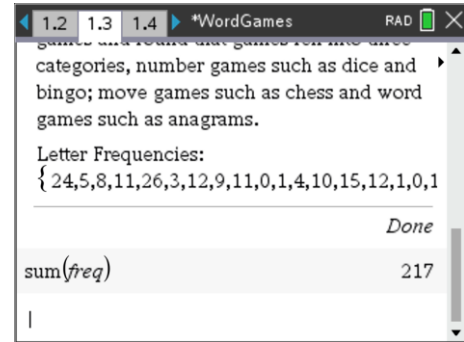 1.2 1.3 1.4 *WordGames RAD
categories, number games such as dice and
bingo; move games such as chess and word
games such as anagrams.
Letter Frequencies:
{24,5,8,11,26,3,12,9,11,0,1,4,10,15,12,1,0,1
Done
sum(freq) 217